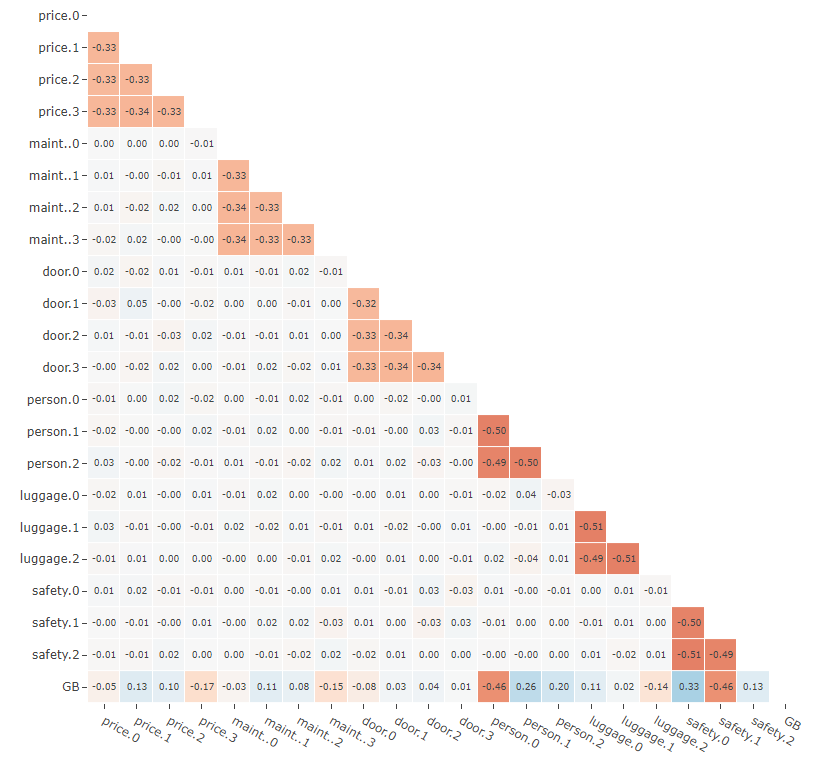 price.0
price.1 -0.33
price.2 -0.33 -0.33
price.3 -0.33 -0.34 -0.33
maint..0 0.00 0.00 0.00 -0.01
maint..1 0.01 -0.00 -0.01 0.01 -0.33
maint..2 0.01 -0.02 0.02 0.00 -0.34 -0.33
maint..3 -0.02 0.02 -0.00 -0.00 -0.34 -0.33 -0.33
door.0 0.02 -0.02 0.01 -0.01 0.01 -0.01 0.02 -0.01
door.1 -0.03 0.05 -0.00 -0.02 0.00 0.00 -0.01 0.00 -0.32
door.2 0.01 -0.01 -0.03 0.02 -0.01 -0.01 0.01 0.00 -0.33 -0.34
door.3 -0.00 -0.02 0.02 0.00 -0.01 0.02 -0.02 0.01 -0.33 -0.34 -0.34
person.0 -0.01 0.00 0.02 -0.02 0.00 -0.01 0.02 -0.01 0.00 -0.02 -0.00 0.01
person.1 -0.02 -0.00 -0.00 0.02 -0.01 0.02 0.00 -0.01 -0.01 -0.00 0.03 -0.01 -0.50
person.2 0.03 -0.00 -0.02 -0.01 0.01 -0.01 -0.02 0.02 0.01 0.02 -0.03 -0.00 -0.49 -0.50
luggage.0 -0.02 0.01 -0.00 0.01 -0.01 0.02 0.00 -0.00 -0.00 0.01 0.00 -0.01 -0.02 0.04 -0.03
luggage.1 0.03 -0.01 -0.00 -0.01 0.02 -0.02 0.01 -0.01 0.01 -0.02 -0.00 0.01 -0.00 -0.01 0.01 -0.51
luggage.2 -0.01 0.01 0.00 -0.00 -0.00 0.00 -0.01 0.02 -0.00 0.01 0.00 -0.01 0.02 -0.04 0.01 -0.49 -0.51
safety.0 0.01 0.02 -0.01 -0.01 0.00 -0.01 -0.00 0.01 0.01 -0.01 0.03 -0.03 0.01 -0.00 -0.01 0.00 0.01 -0.01
safety.1 -0.00 -0.01 -0.00 0.01 -0.00 0.02 0.02 -0.03 0.01 0.00 -0.03 0.03 -0.01 0.00 0.00 -0.01 0.01 0.00 -0.50
safety.2 -0.01 -0.01 0.02 0.00 0.00 -0.01 -0.02 0.02 -0.02 0.01 0.00 0.00 -0.00 -0.00 0.00 0.01 -0.02 0.01 -0.51 -0.49
GB -0.05 0.13 0.10 -0.17 -0.03 0.11 0.08 -0.15 -0.08 0.03 0.04 0.01 -0.46 0.26 0.20 0.11 0.02 -0.14 0.33 -0.46 0.13
price.0 price.1 price.2 price.3 maint..0 maint..1 maint..2 maint..3 door.0 door.1 door.2 door.3 person.0 person.1 person.2 luggage.0 luggage.1 luggage.2 safety.0 safety.1 safety.2 GB